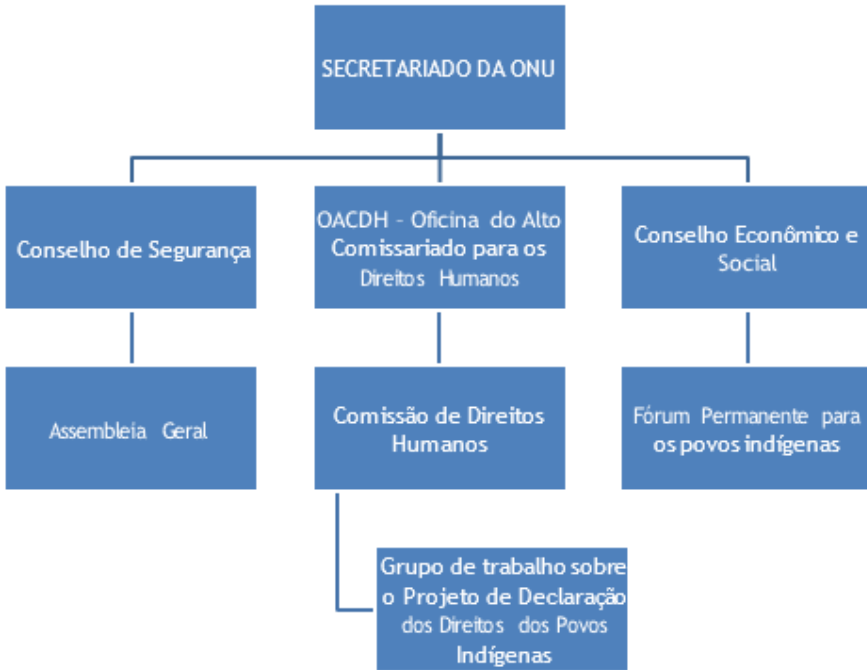 SECRETARIADO DA ONU
Conselho de Segurança
OACDH – Oficina do Alto
Comissariado para os
Direitos Humanos
Conselho Econômico e
Social
Assembleia Geral
Comissão de Direitos
Humanos
Fórum Permanente para
os povos indígenas
Grupo de trabalho sobre
o Projeto de Declaração
dos Direitos dos Povos
Indígenas